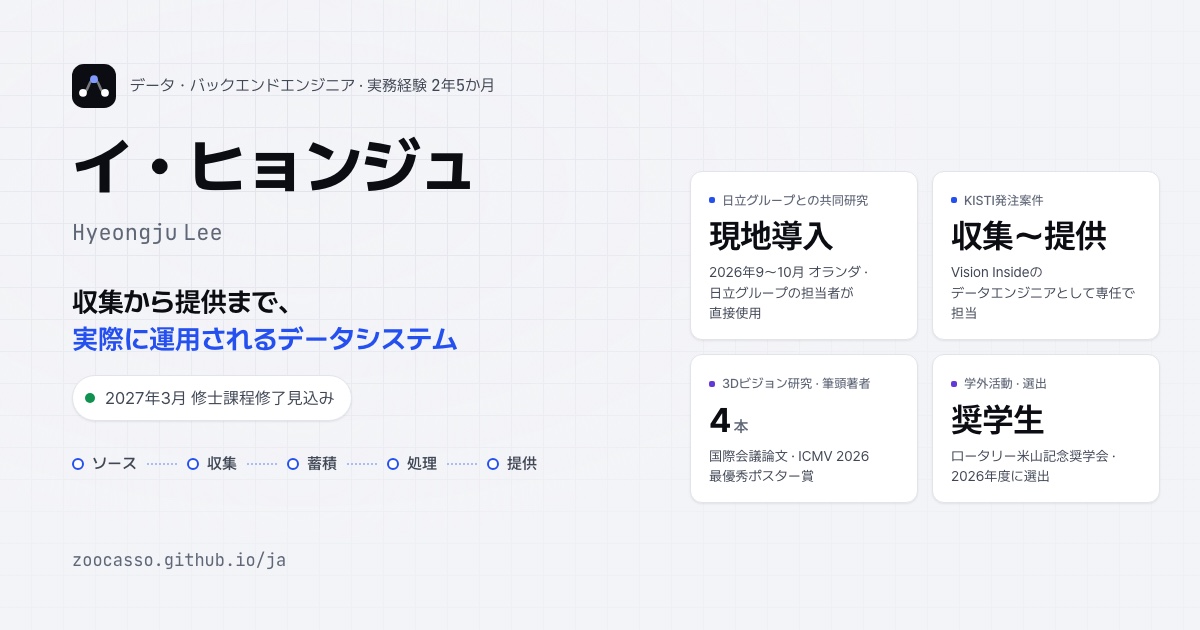 データ・バックエンドエンジニア · 実務経験 2年5か月
イ・ヒョンジュ
Hyeongju Lee
収集から提供まで、
実際に運用されるデータシステム
2027年3月 修士課程修了見込み
ソース 収集 蓄積 処理 提供
zoocasso.github.io/ja
日立グループとの共同研究
現地導入
2026年9〜10月 オランダ ·
日立グループの担当者が
直接使用
KISTI発注案件
収集〜提供
Vision Insideの
データエンジニアとして専任で
担当
3Dビジョン研究 · 筆頭著者
4本
国際会議論文 · ICMV 2026
最優秀ポスター賞
学外活動 · 選出
奨学生
ロータリー米山記念奨学会 ·
2026年度に選出